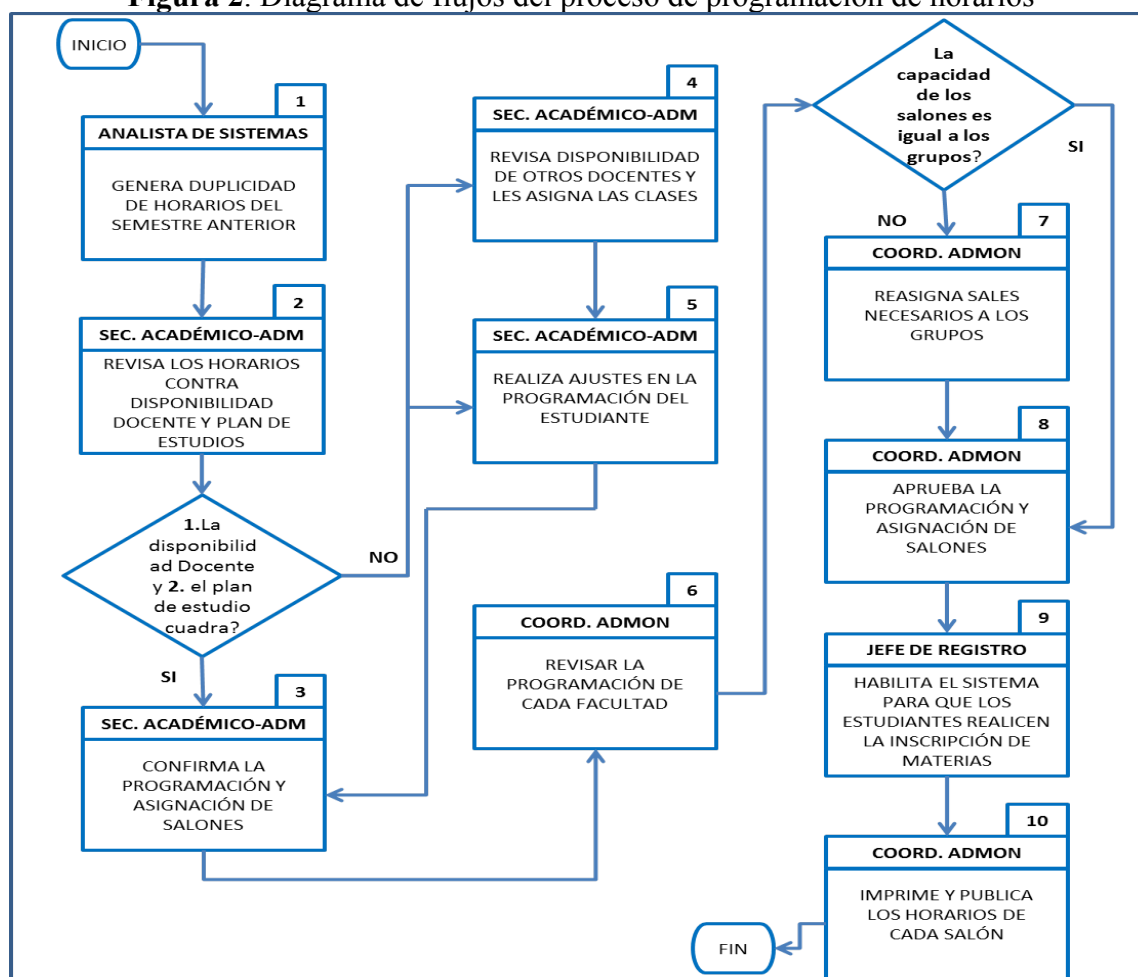 Figura 2. Diagrama de flujos del proceso de programación de horarios
INICIO
1
ANALISTA DE SISTEMAS
GENERA DUPLICIDAD
DE HORARIOS DEL
SEMESTRE ANTERIOR
2
SEC. ACADÉMICO-ADM
REVISA LOS HORARIOS
CONTRA
DISPONIBILIDAD
DOCENTE Y PLAN DE
ESTUDIOS
1.La
disponibilid
ad Docente
y 2. el plan
de estudio
cuadra?
NO
SI
3
SEC. ACADÉMICO-ADM
CONFIRMA LA
PROGRAMACIÓN Y
ASIGNACIÓN DE
SALONES
4
SEC. ACADÉMICO-ADM
REVISA DISPONIBILIDAD
DE OTROS DOCENTES Y
LES ASIGNA LAS CLASES
5
SEC. ACADÉMICO-ADM
REALIZA AJUSTES EN LA
PROGRAMACIÓN DEL
ESTUDIANTE
6
COORD. ADMON
REVISAR LA
PROGRAMACIÓN DE
CADA FACULTAD
La
capacidad
de los
salones es
igual a los
grupos?
SI
NO
7
COORD. ADMON
REASIGNA SALES
NECESARIOS A LOS
GRUPOS
8
COORD. ADMON
APRUEBA LA
PROGRAMACIÓN Y
ASIGNACIÓN DE
SALONES
9
JEFE DE REGISTRO
HABILITA EL SISTEMA
PARA QUE LOS
ESTUDIANTES REALICEN
LA INSCRIPCIÓN DE
MATERIAS
10
COORD. ADMON
IMPRIME Y PUBLICA
LOS HORARIOS DE
CADA SALÓN
FIN